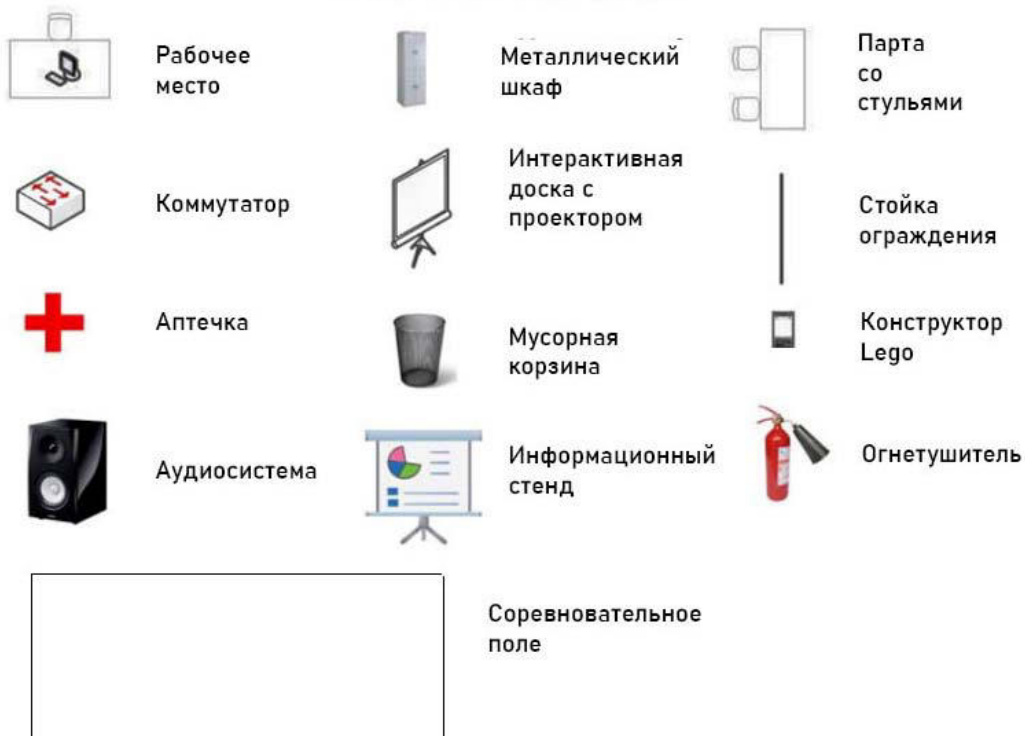 Рабочее
место
Металлический
шкаф
Парта
со
стульями
Коммутатор
Интерактивная
доска с
проектором
Стойка
ограждения
Аптечка
Мусорная
корзина
Конструктор
Lego
Аудиосистема
Информационный
стенд
Огнетушитель
Соревновательное
поле